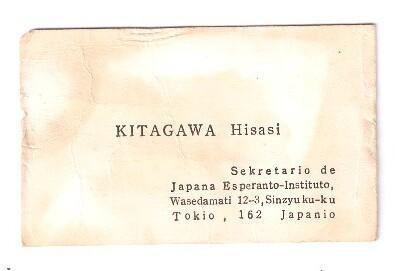 KITAGAWA Hisasi
Sekretario de
Japana Esperanto-Instituto,
Wasedamati 12-3, Sinzyuku-ku
Tokio, 162 Japanio